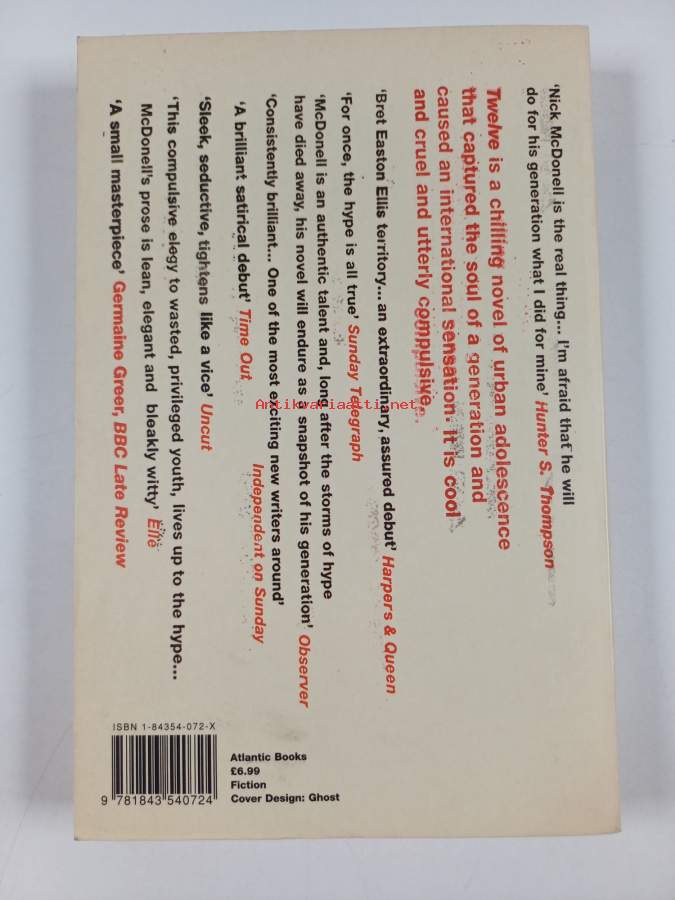 'Nick McDonell is the real thing... I'm afraid that he will
do for his generation what I did for mine' Hunter S. Thompson
Twelve is a chilling novel of urban adolescence
that captured the soul of a generation and
caused an international sensation. It is cool
and cruel and utterly compulsive.
'Bret Easton Ellis territory... an extraordinary, assured debut' Harpers & Queen
'For once, the hype is all true' Sunday Telegraph
'McDonell is an authentic talent and, long after the storms of hype
have died away, his novel will endure as a snapshot of his generation' Observer
'Consistently brilliant... One of the most exciting new writers around'
Independent on Sunday
'A brilliant satirical debut' Time Out
'Sleek, seductive, tightens like a vice' Uncut
'This compulsive elegy to wasted, privileged youth, lives up to the hype...
McDonell's prose is lean, elegant and bleakly witty' Elle
'A small masterpiece' Germaine Greer, BBC Late Review
ISBN 1-84354-072-X
9 781843 540724
Atlantic Books
£6.99
Fiction
Cover Design: Ghost
Antikvariaatti.net